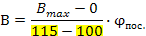 В = (B_max − 0) / (115 − 100) · φ_пос.